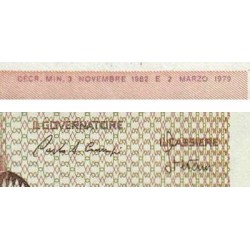 DECR. MIN. 3 NOVEMBRE 1982 E 2 MARZO 1979
IL GOVERNATORE
IL CASSIERE